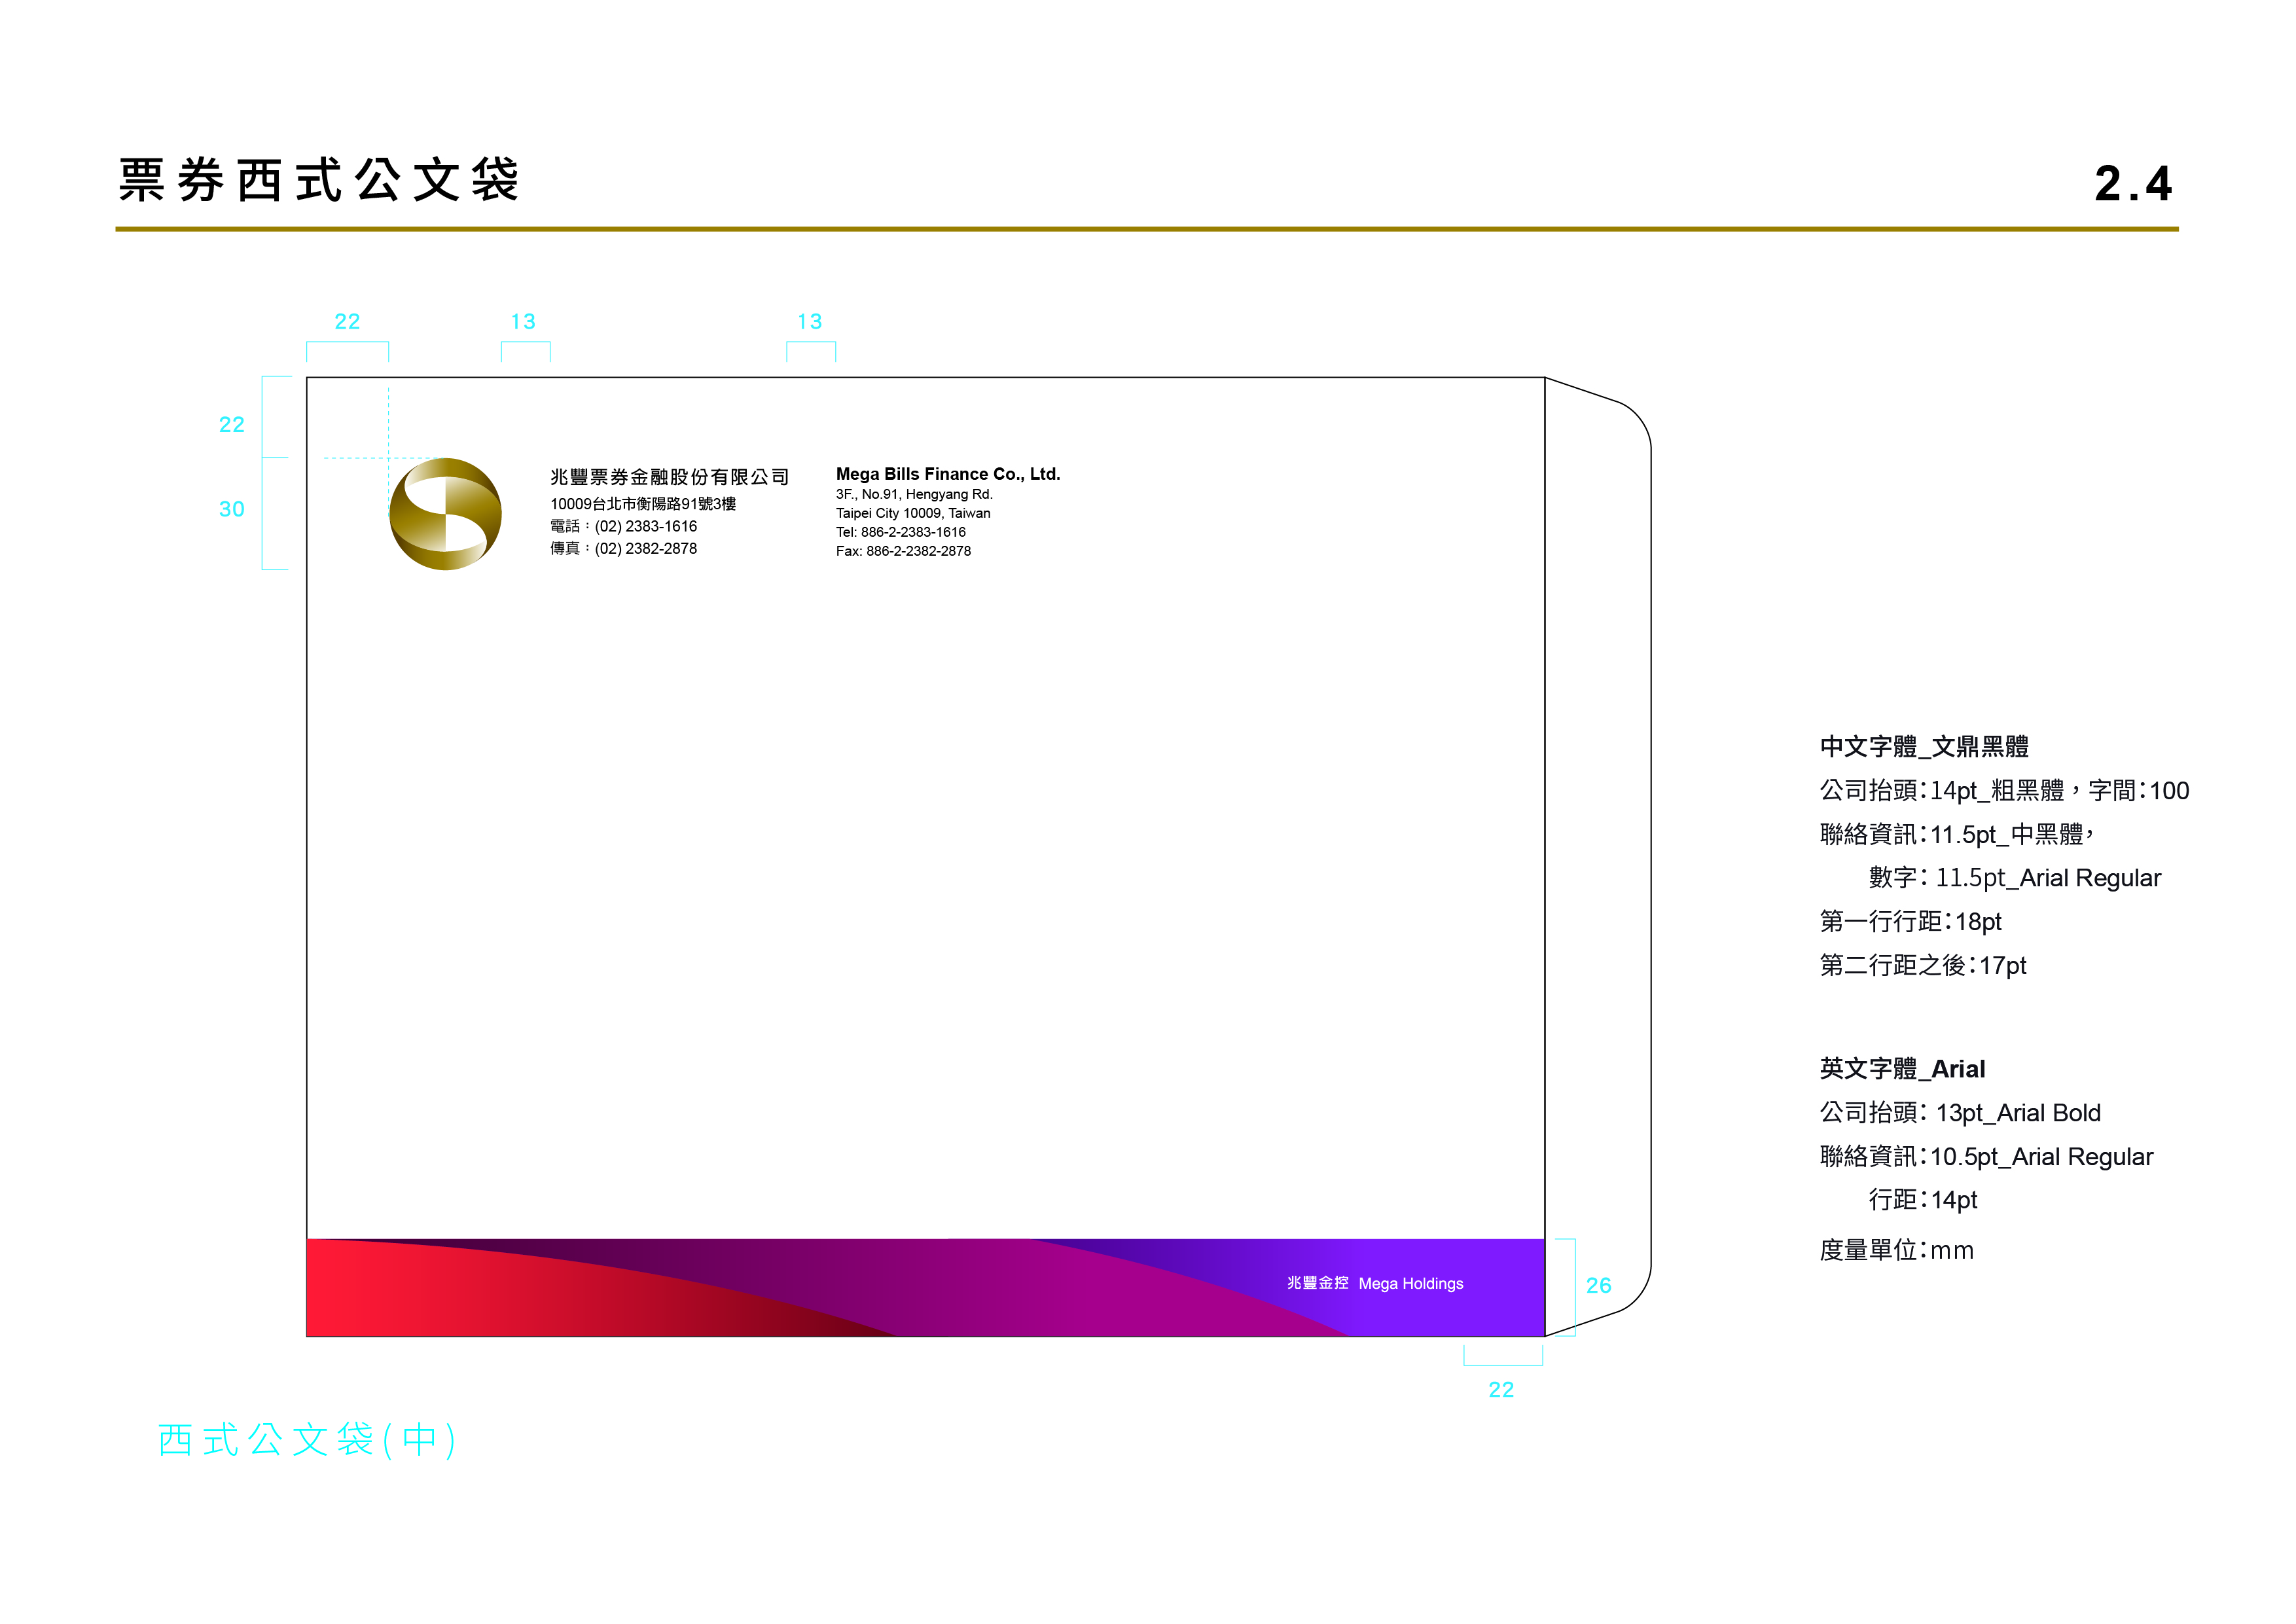 票券西式公文袋
2.4
22
13
13
22
30
兆豐票券金融股份有限公司
10009台北市衡陽路91號3樓
電話：(02) 2383-1616
傳真：(02) 2382-2878
Mega Bills Finance Co., Ltd.
3F., No.91, Hengyang Rd.
Taipei City 10009, Taiwan
Tel: 886-2-2383-1616
Fax: 886-2-2382-2878
中文字體_文鼎黑體
公司抬頭：14pt_粗黑體，字間：100
聯絡資訊：11.5pt_中黑體，
數字：11.5pt_Arial Regular
第一行行距：18pt
第二行距之後：17pt
英文字體_Arial
公司抬頭：13pt_Arial Bold
聯絡資訊：10.5pt_Arial Regular
行距：14pt
度量單位：mm
兆豐金控 Mega Holdings
26
22
西式公文袋(中)